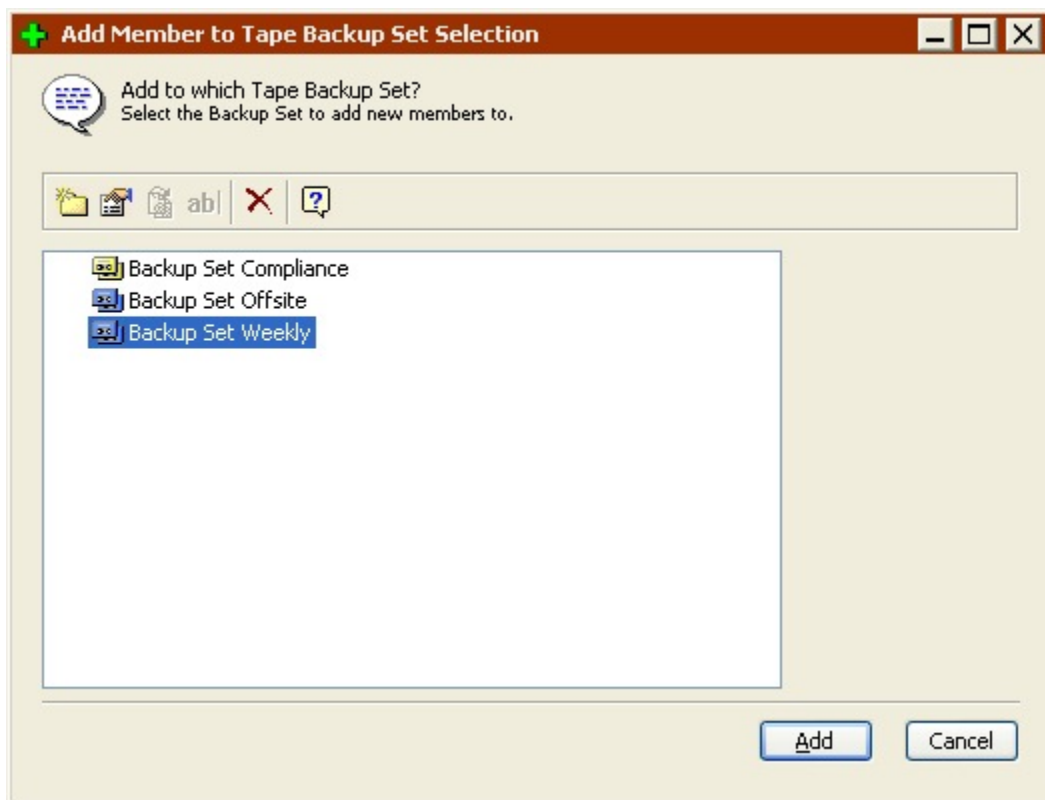 Add Member to Tape Backup Set Selection
Add to which Tape Backup Set?
Select the Backup Set to add new members to.
ab|
Backup Set Compliance
Backup Set Offsite
Backup Set Weekly
Add
Cancel